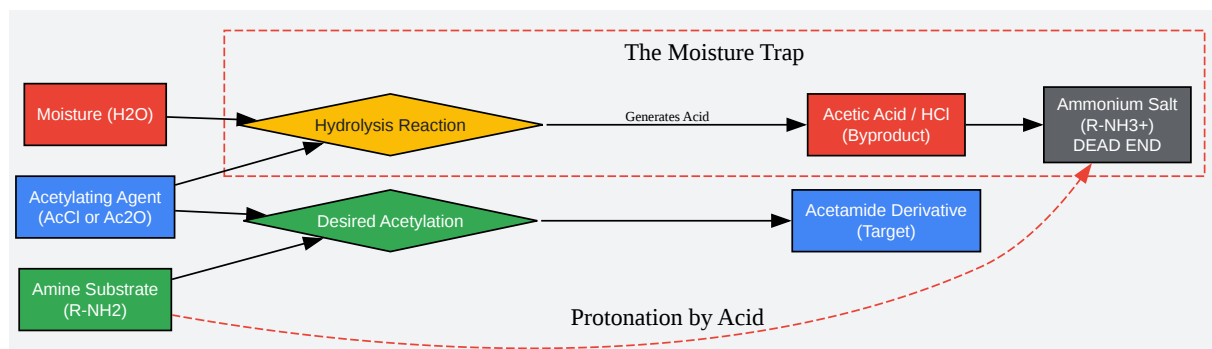 The Moisture Trap
Moisture (H2O)
Hydrolysis Reaction
Generates Acid
Acetic Acid / HCl
(Byproduct)
Ammonium Salt
(R-NH3+)
DEAD END
Acetylating Agent
(AcCl or Ac2O)
Desired Acetylation
Acetamide Derivative
(Target)
Amine Substrate
(R-NH2)
Protonation by Acid